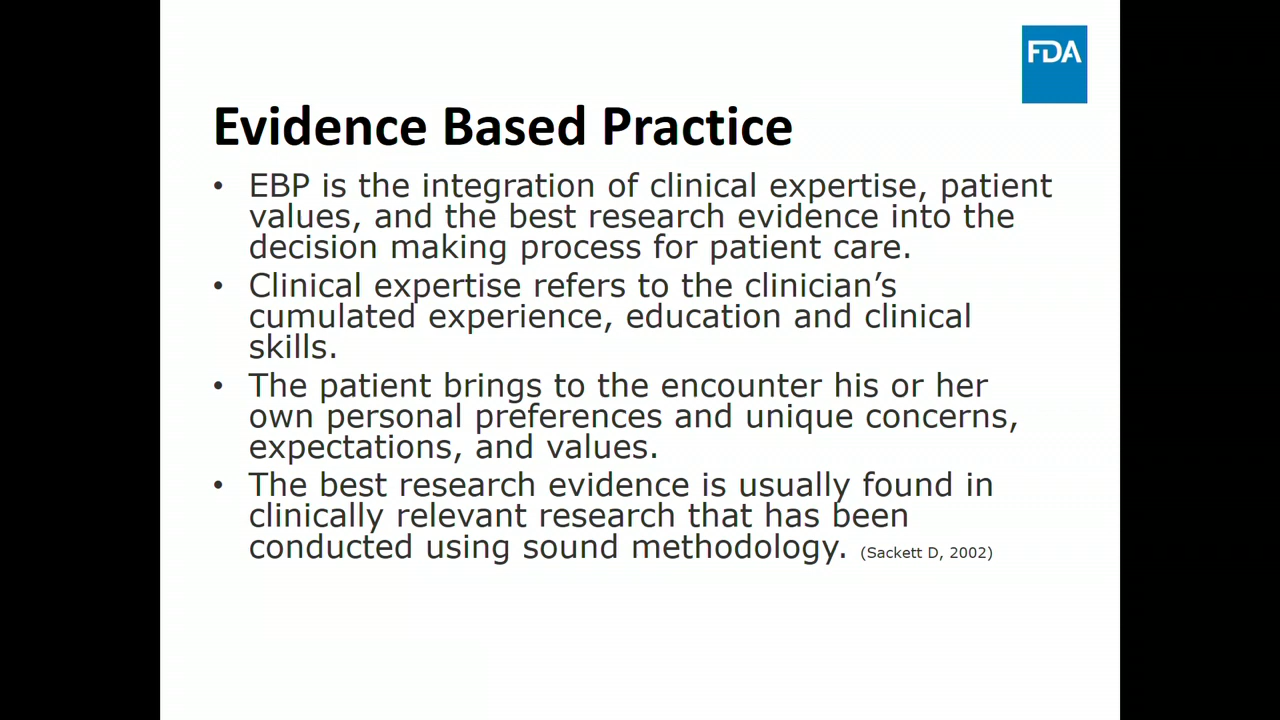 FDA
Evidence Based Practice
• EBP is the integration of clinical expertise, patient
values, and the best research evidence into the
decision making process for patient care.
• Clinical expertise refers to the clinician’s
cumulated experience, education and clinical
skills.
• The patient brings to the encounter his or her
own personal preferences and unique concerns,
expectations, and values.
• The best research evidence is usually found in
clinically relevant research that has been
conducted using sound methodology. (Sackett D, 2002)